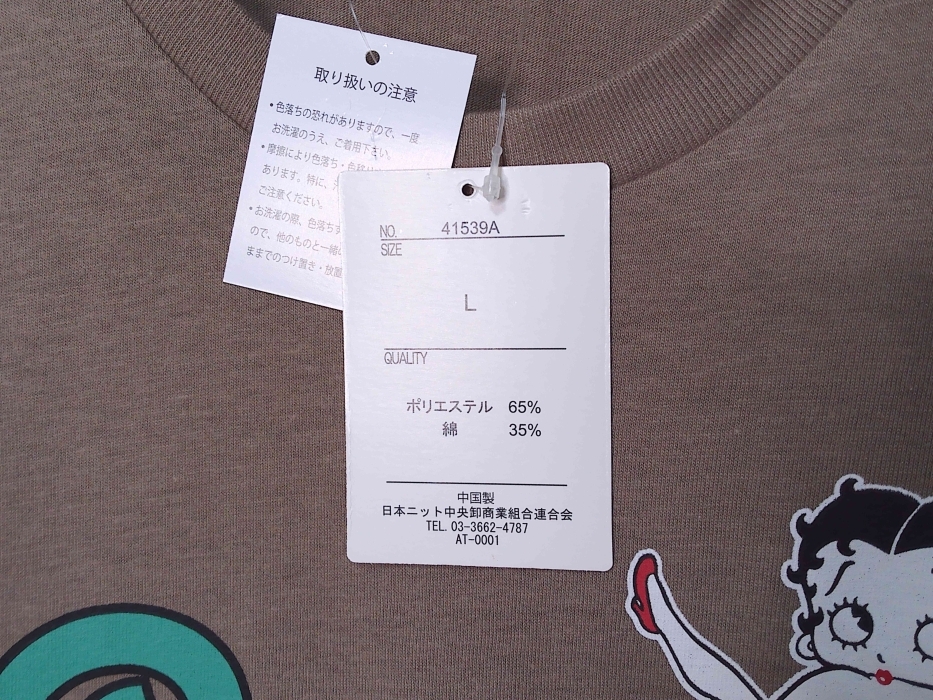 取り扱いの注意
・色落ちの恐れがありますので、一度
お洗濯のうえ、ご着用下さい。
・摩擦により色落ち・色移り
あります。特に、
ご注意ください。
・お洗濯の際、色落ち
ので、他のものと一緒
ままでのつけ置き・放置
NO. 41539A
SIZE
L
QUALITY
ポリエステル 65%
綿 35%
中国製
日本ニット中央卸商業組合連合会
TEL. 03-3662-4787
AT-0001